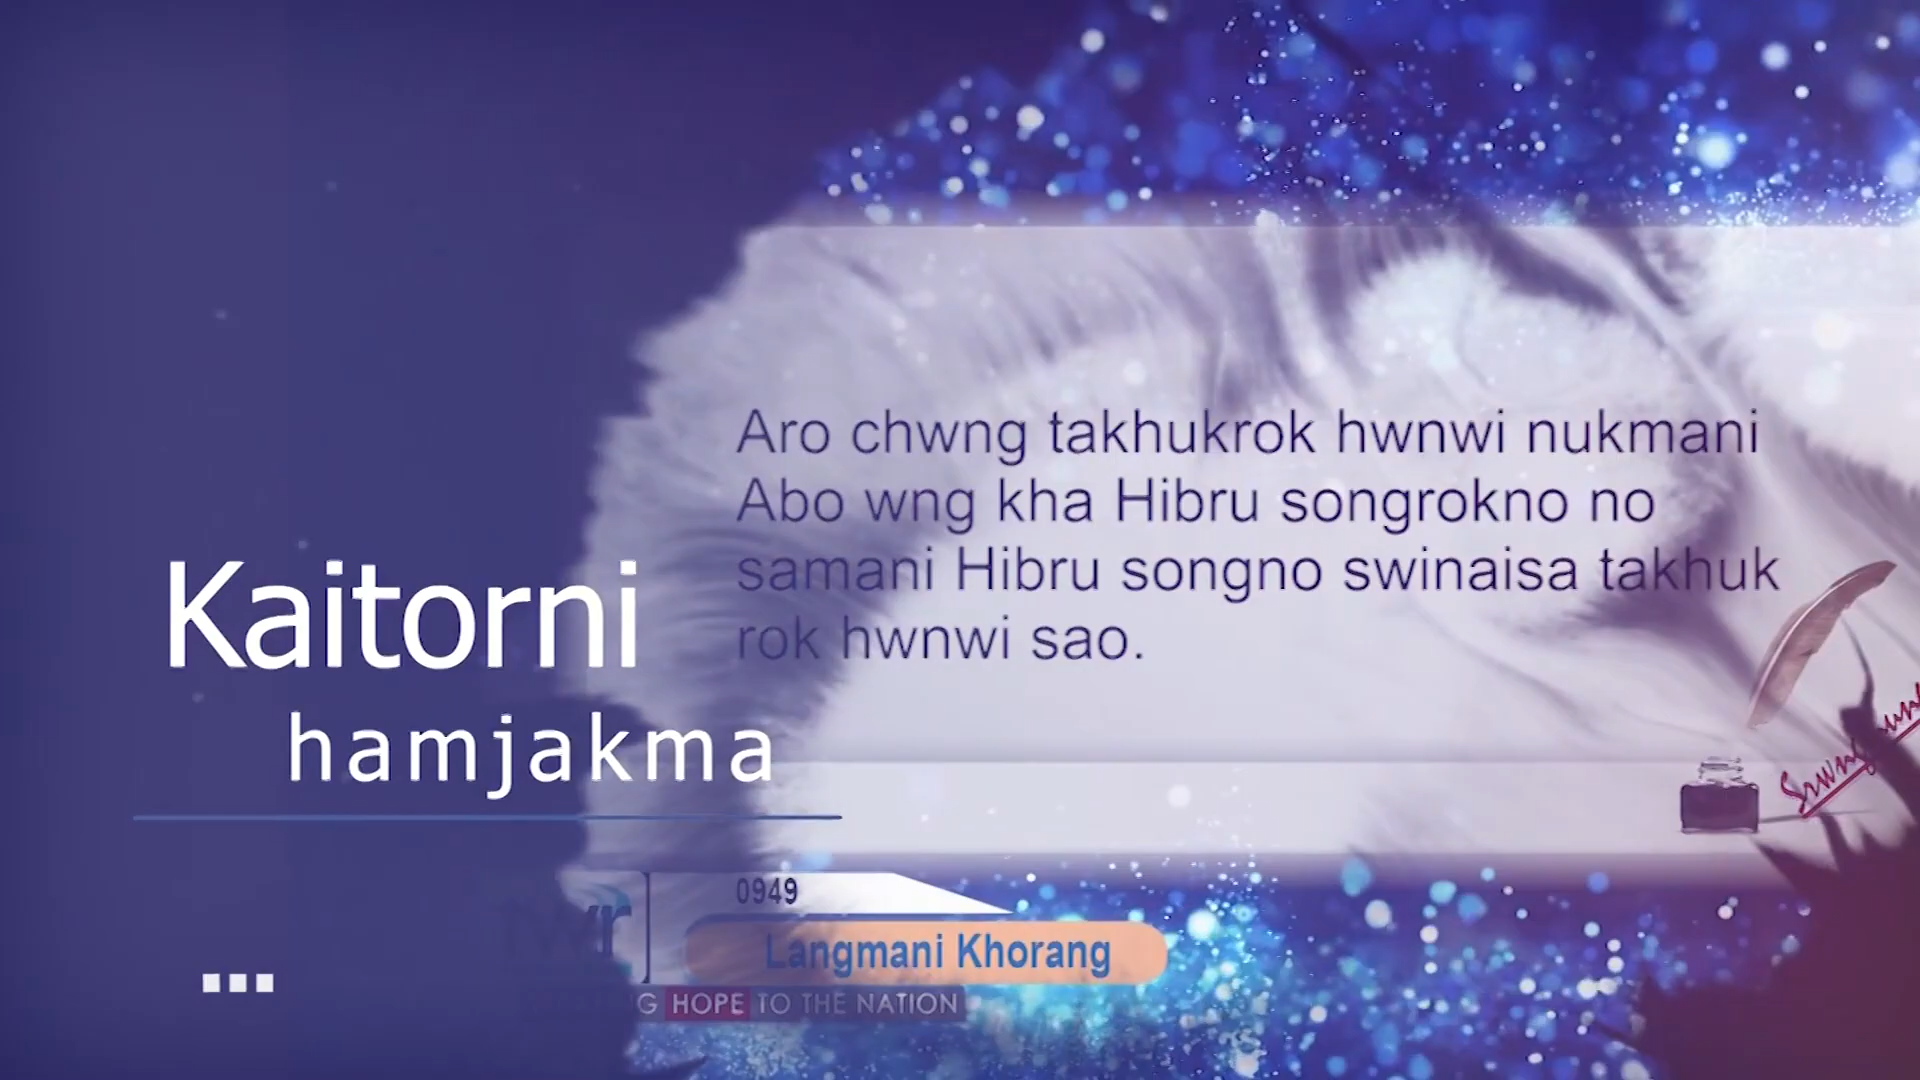 Aro chwng takhukrok hwnwi nukmani
Abo wng kha Hibru songrokno no
samani Hibru songno swinaisa takhuk
rok hwnwi sao.
Kaitorni
hamjakma
...
0949
Langmani Khorang
HOPE TO THE NATION